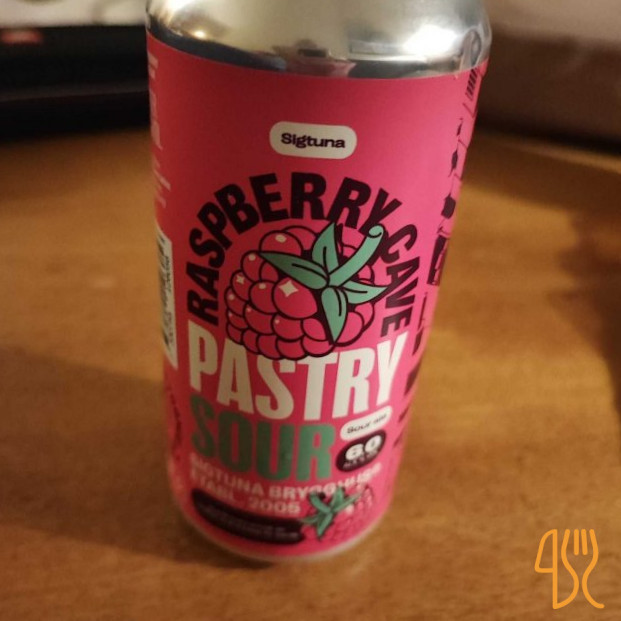 Sigtuna
RASPBERRY CAVE
PASTRY
SOUR
Sour ale
6.0
SIGTUNA BRYGGHUS
ETABL. 2005